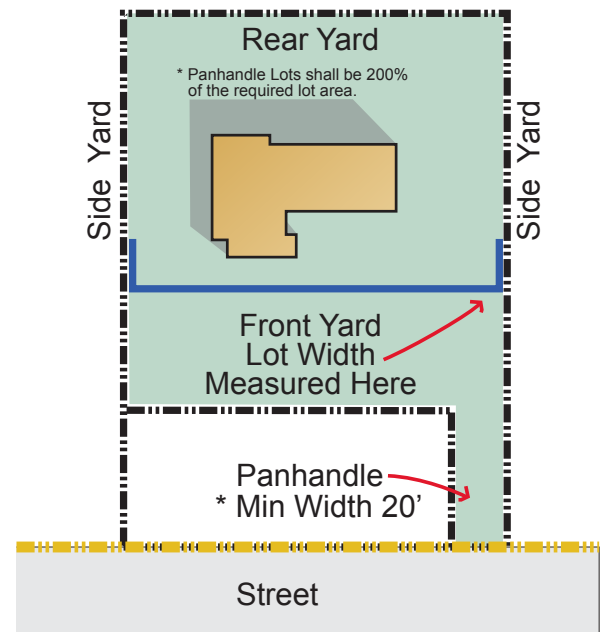 Rear Yard
* Panhandle Lots shall be 200%
of the required lot area.
Side Yard
Side Yard
Front Yard
Lot Width
Measured Here
Panhandle
* Min Width 20’
Street